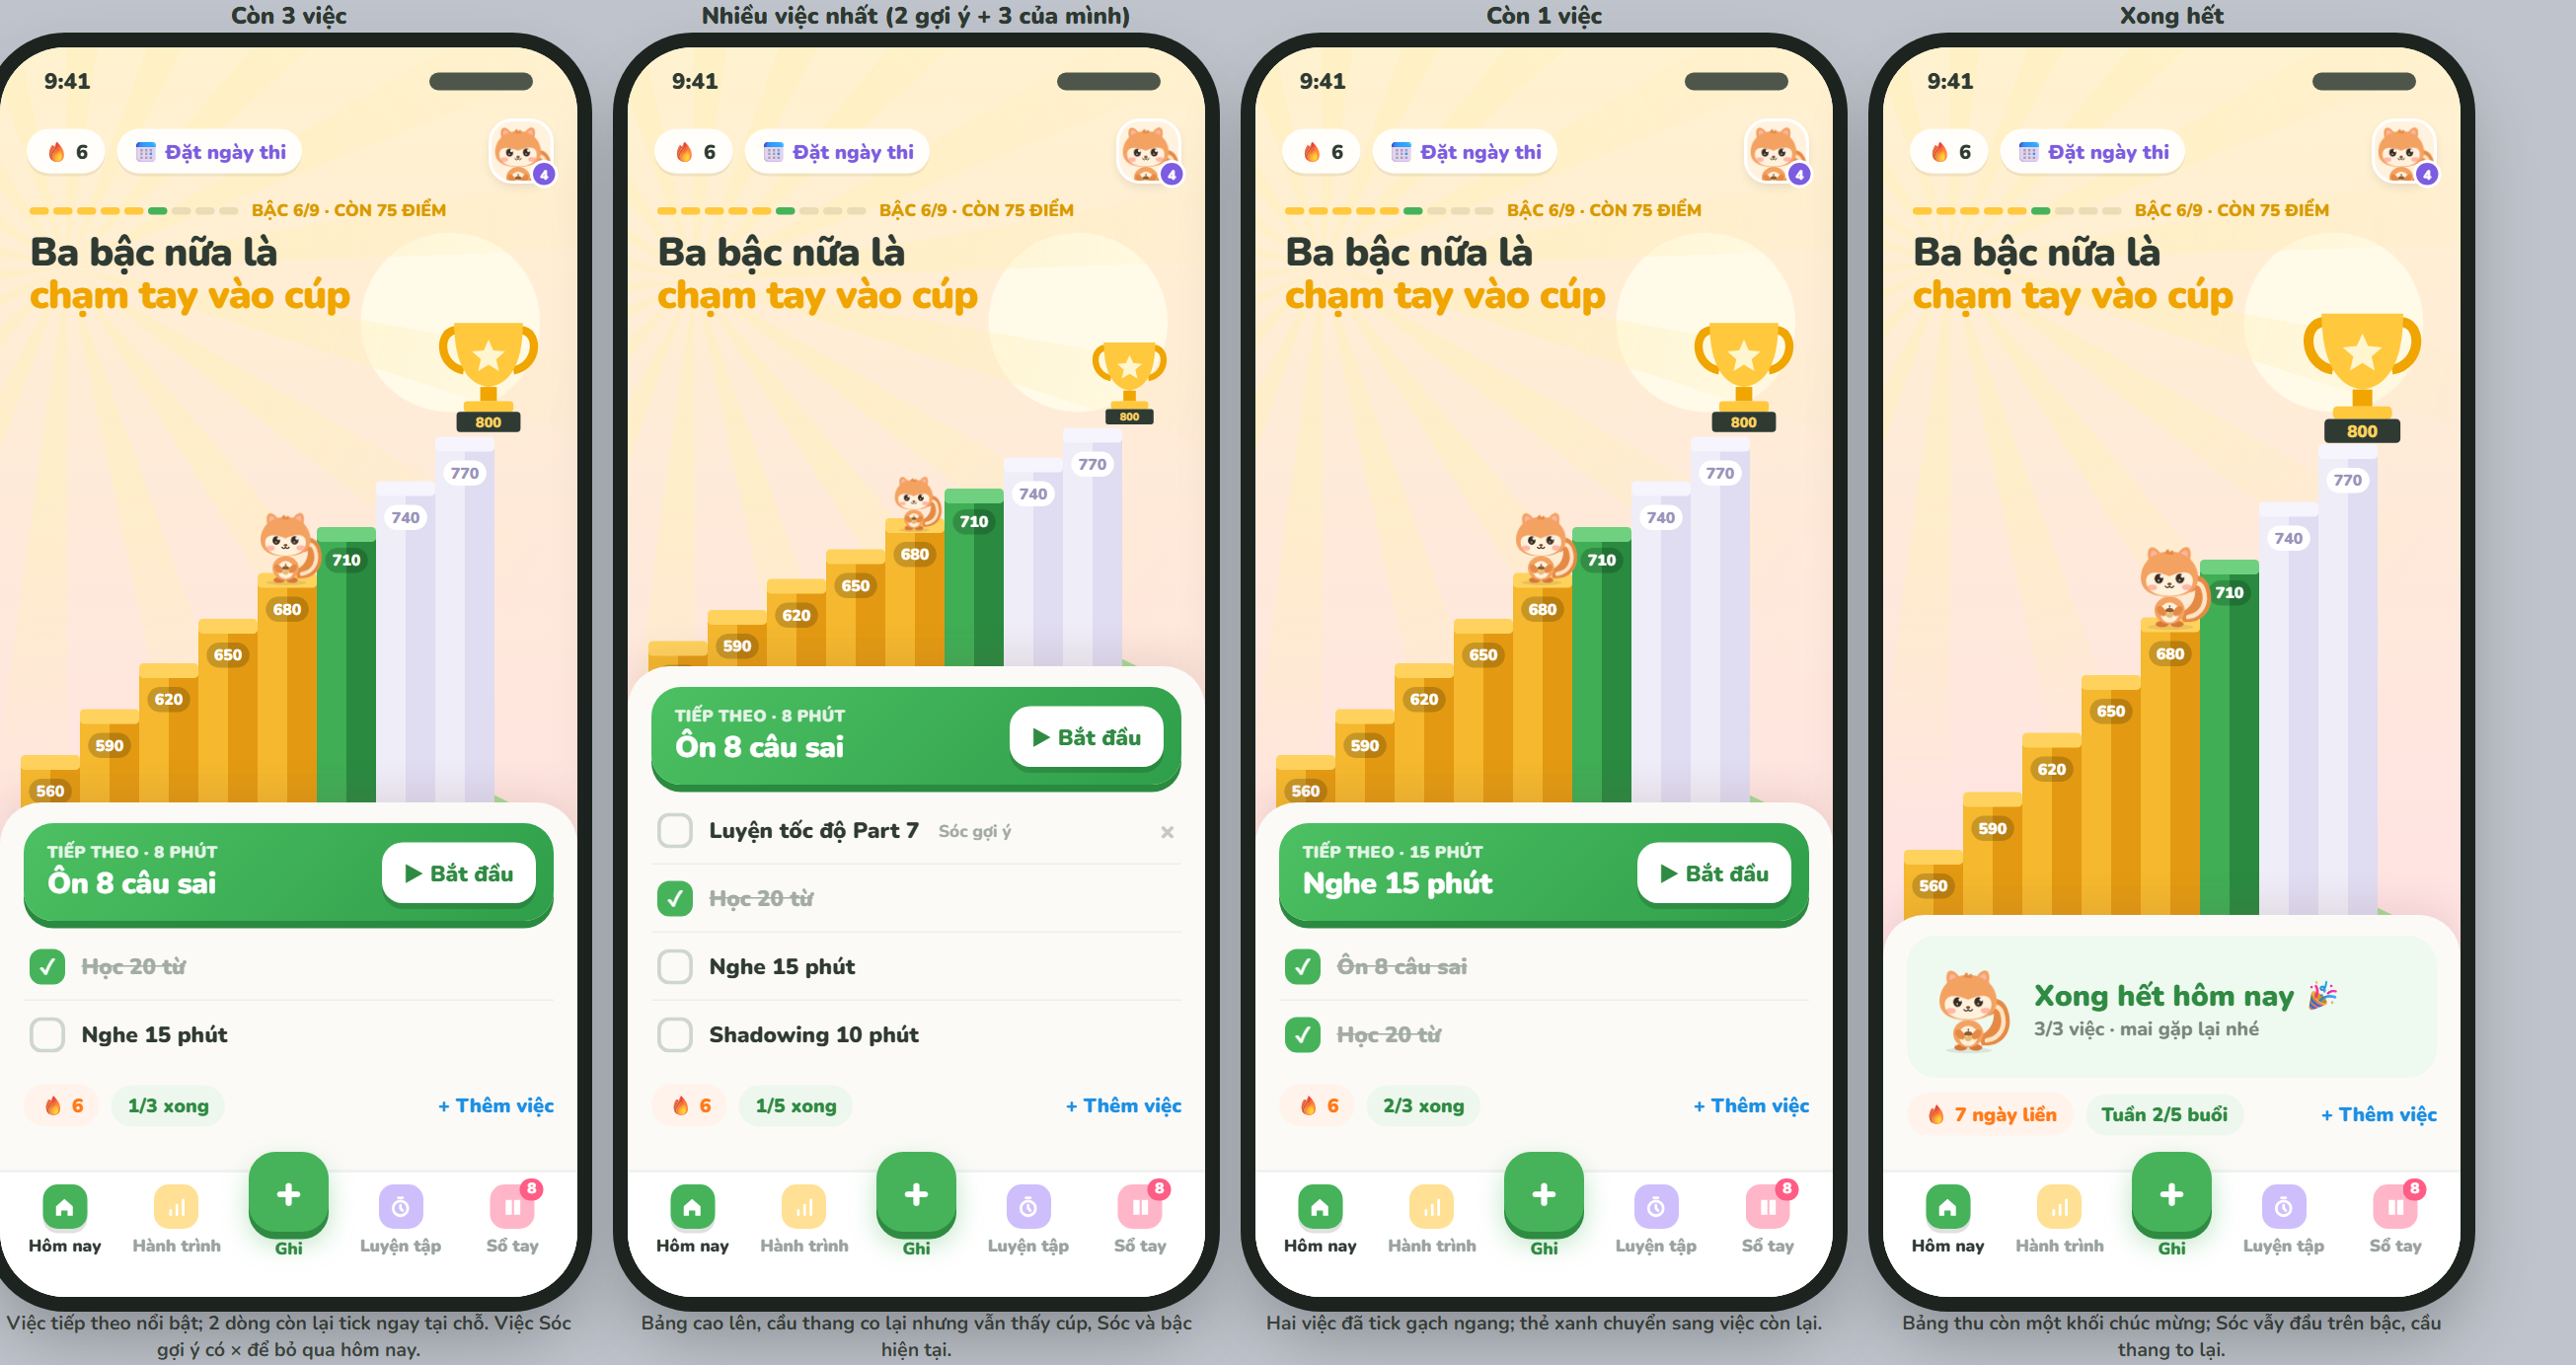 Còn 3 việc
9:41
6
Đặt ngày thi
4
BẬC 6/9 · CÒN 75 ĐIỂM
Ba bậc nữa là
chạm tay vào cúp
800
770
740
710
680
650
620
590
560
TIẾP THEO · 8 PHÚT
Ôn 8 câu sai
Bắt đầu
Học 20 từ
Nghe 15 phút
6
1/3 xong
+ Thêm việc
Hôm nay
Hành trình
Ghi
Luyện tập
8
Sổ tay
Việc tiếp theo nổi bật; 2 dòng còn lại tick ngay tại chỗ. Việc Sóc
gợi ý có × để bỏ qua hôm nay.
Nhiều việc nhất (2 gợi ý + 3 của mình)
9:41
6
Đặt ngày thi
4
BẬC 6/9 · CÒN 75 ĐIỂM
Ba bậc nữa là
chạm tay vào cúp
800
770
740
710
680
650
620
590
TIẾP THEO · 8 PHÚT
Ôn 8 câu sai
Bắt đầu
Luyện tốc độ Part 7 Sóc gợi ý ×
Học 20 từ
Nghe 15 phút
Shadowing 10 phút
6
1/5 xong
+ Thêm việc
Hôm nay
Hành trình
Ghi
Luyện tập
8
Sổ tay
Bảng cao lên, cầu thang co lại nhưng vẫn thấy cúp, Sóc và bậc
hiện tại.
Còn 1 việc
9:41
6
Đặt ngày thi
4
BẬC 6/9 · CÒN 75 ĐIỂM
Ba bậc nữa là
chạm tay vào cúp
800
770
740
710
680
650
620
590
560
TIẾP THEO · 15 PHÚT
Nghe 15 phút
Bắt đầu
Ôn 8 câu sai
Học 20 từ
6
2/3 xong
+ Thêm việc
Hôm nay
Hành trình
Ghi
Luyện tập
8
Sổ tay
Hai việc đã tick gạch ngang; thẻ xanh chuyển sang việc còn lại.
Xong hết
9:41
6
Đặt ngày thi
4
BẬC 6/9 · CÒN 75 ĐIỂM
Ba bậc nữa là
chạm tay vào cúp
800
770
740
710
680
650
620
590
560
Xong hết hôm nay
3/3 việc · mai gặp lại nhé
7 ngày liền
Tuần 2/5 buổi
+ Thêm việc
Hôm nay
Hành trình
Ghi
Luyện tập
8
Sổ tay
Bảng thu còn một khối chúc mừng; Sóc vẫy đầu trên bậc, cầu
thang to lại.